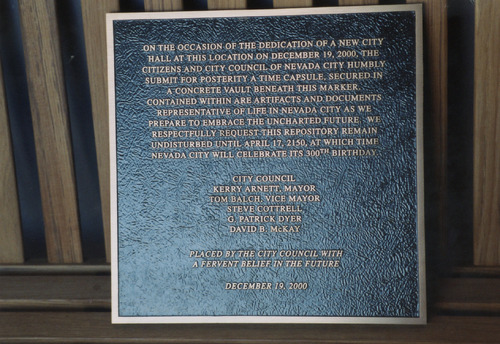 ON THE OCCASION OF THE DEDICATION OF A NEW CITY
HALL AT THIS LOCATION ON DECEMBER 19, 2000, THE
CITIZENS AND CITY COUNCIL OF NEVADA CITY HUMBLY
SUBMIT FOR POSTERITY A TIME CAPSULE, SECURED IN
A CONCRETE VAULT BENEATH THIS MARKER.
CONTAINED WITHIN ARE ARTIFACTS AND DOCUMENTS
REPRESENTATIVE OF LIFE IN NEVADA CITY AS WE
PREPARE TO EMBRACE THE UNCHARTED FUTURE. WE
RESPECTFULLY REQUEST THIS REPOSITORY REMAIN
UNDISTURBED UNTIL APRIL 17, 2150, AT WHICH TIME
NEVADA CITY WILL CELEBRATE ITS 300TH BIRTHDAY.
CITY COUNCIL
KERRY ARNETT, MAYOR
TOM BALCH, VICE MAYOR
STEVE COTTRELL
G. PATRICK DYER
DAVID B. McKAY
PLACED BY THE CITY COUNCIL WITH
A FERVENT BELIEF IN THE FUTURE
DECEMBER 19, 2000